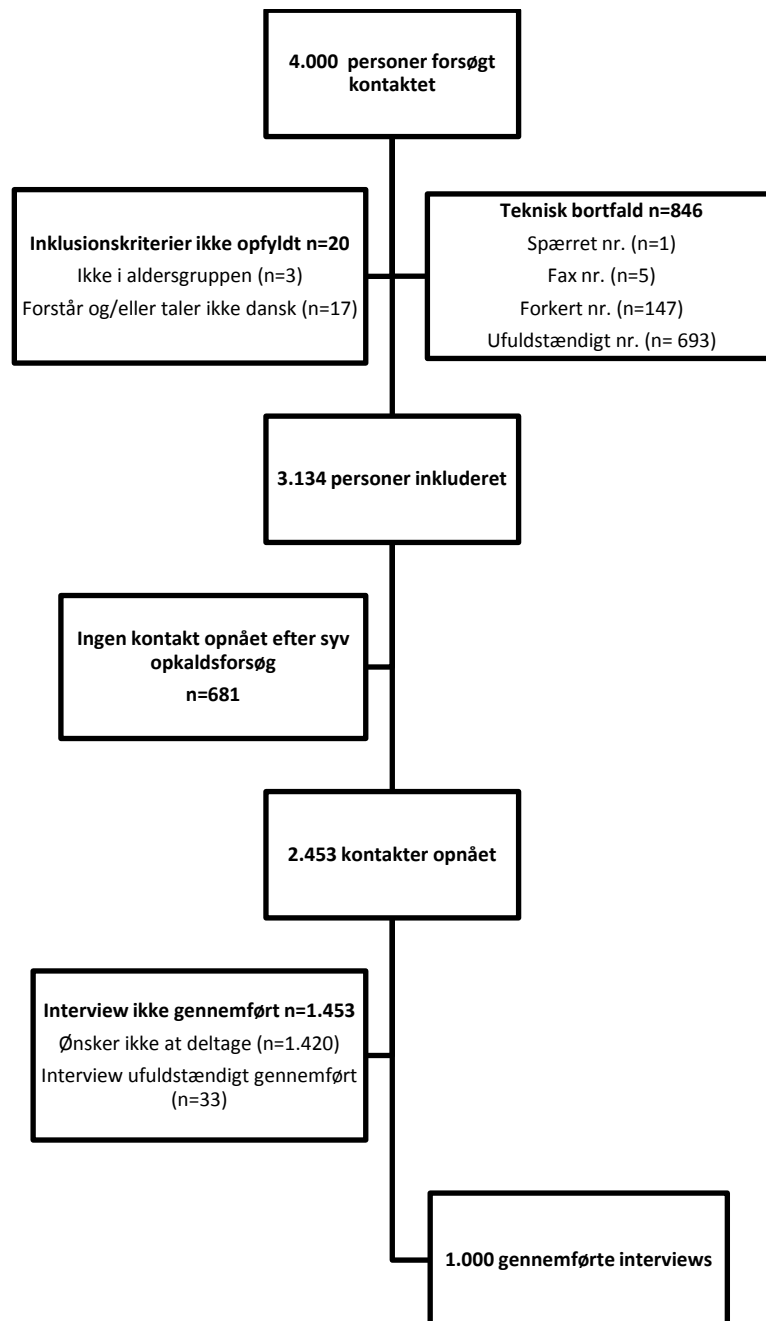 4.000 personer forsøgt
kontaktet
Inklusionskriterier ikke opfyldt n=20
Ikke i aldersgruppen (n=3)
Forstår og/eller taler ikke dansk (n=17)
Teknisk bortfald n=846
Spærret nr. (n=1)
Fax nr. (n=5)
Forkert nr. (n=147)
Ufuldstændigt nr. (n= 693)
3.134 personer inkluderet
Ingen kontakt opnået efter syv
opkaldsforsøg
n=681
2.453 kontakter opnået
Interview ikke gennemført n=1.453
Ønsker ikke at deltage (n=1.420)
Interview ufuldstændigt gennemført
(n=33)
1.000 gennemførte interviews